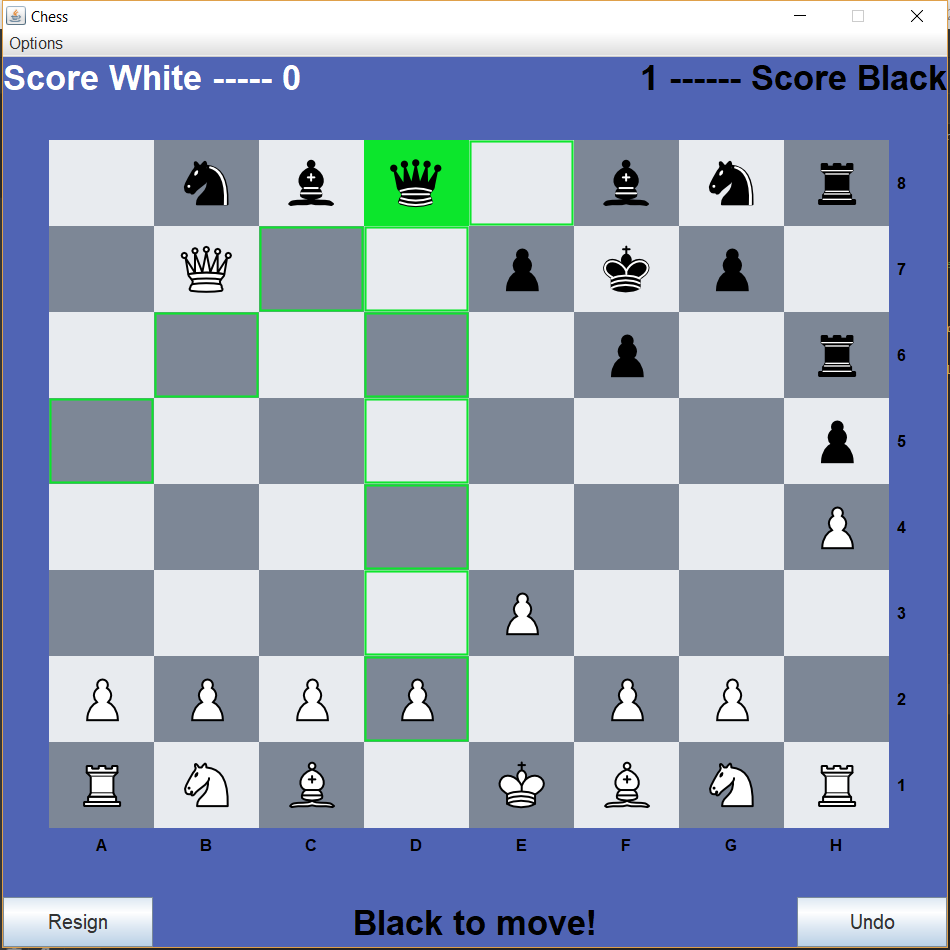 Chess
Options
Score White ----- 0
1 ------ Score Black
8
7
6
5
4
3
2
1
A B C D E F G H
Resign
Black to move!
Undo